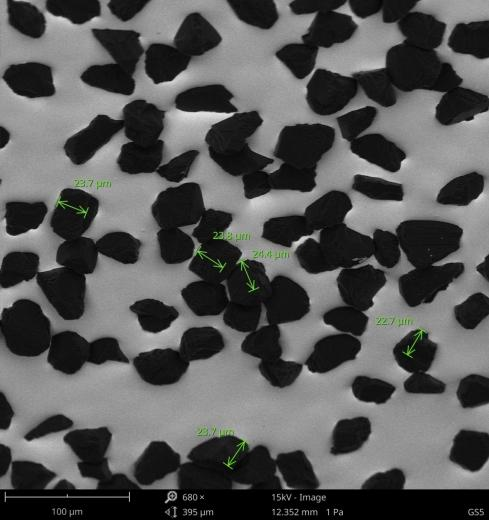 23.7 µm
23.8 µm
24.4 µm
22.7 µm
23.7 µm
100 µm
680 ×
395 µm
15kV - Image
12.352 mm 1 Pa
GS5